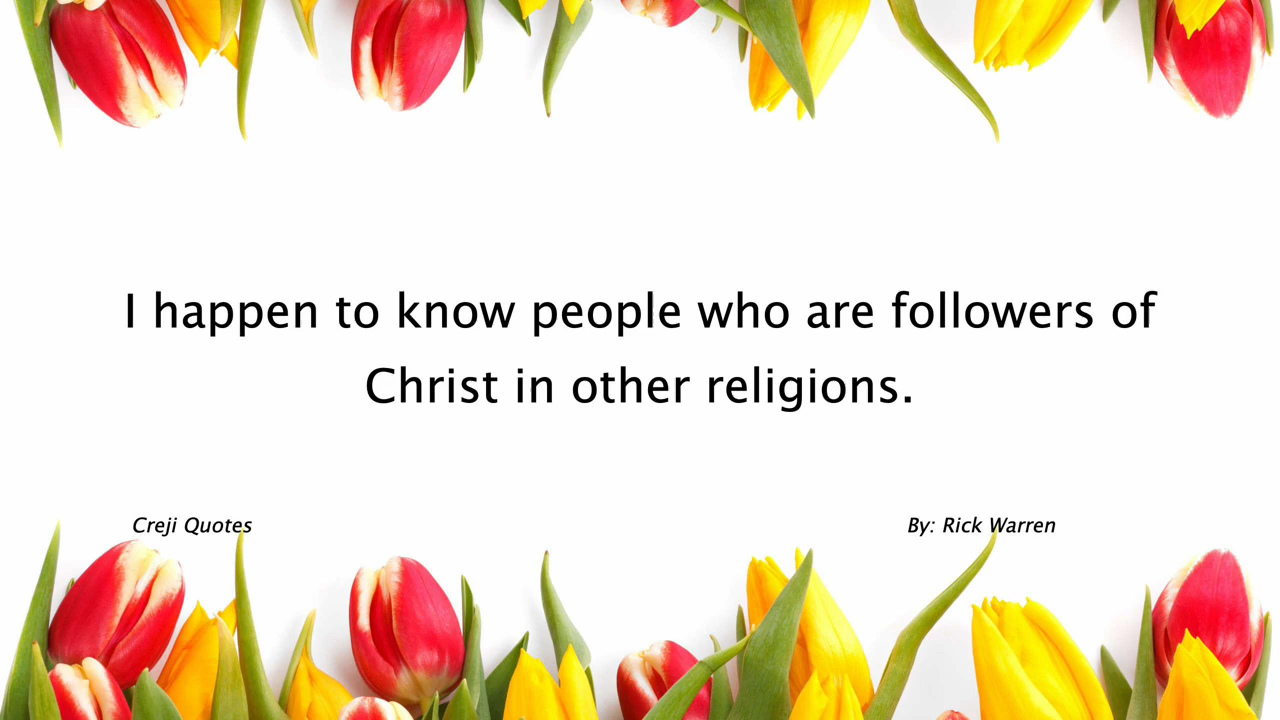 I happen to know people who are followers of
Christ in other religions.
Creji Quotes
By: Rick Warren